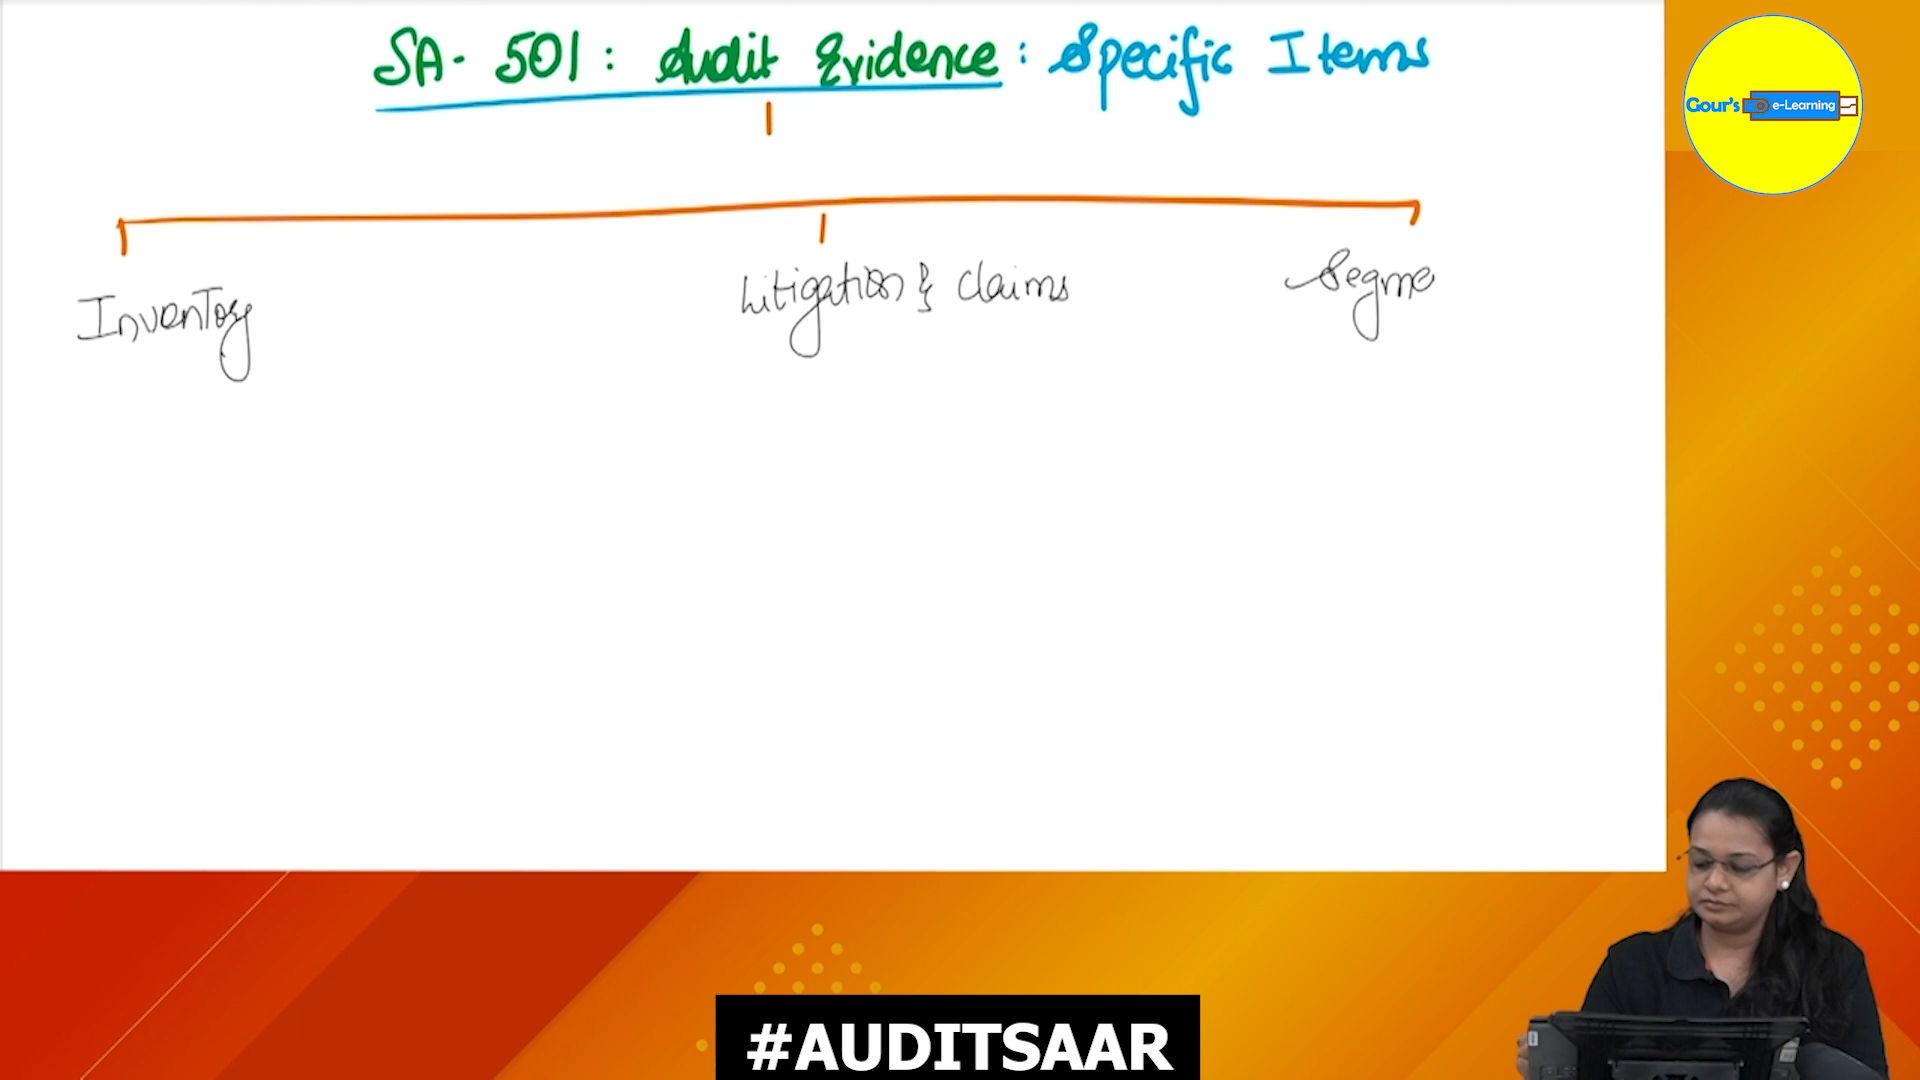 SA- 501: Audit Evidence: Specific Items
Gour's e-Learning
Inventory
Litigation & Claims
Segme
#AUDITSAAR